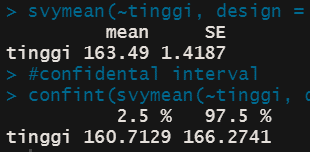 > svymean(~tinggi, design =
mean SE
tinggi 163.49 1.4187
> #confidental interval
> confint(svymean(~tinggi,
2.5 % 97.5 %
tinggi 160.7129 166.2741